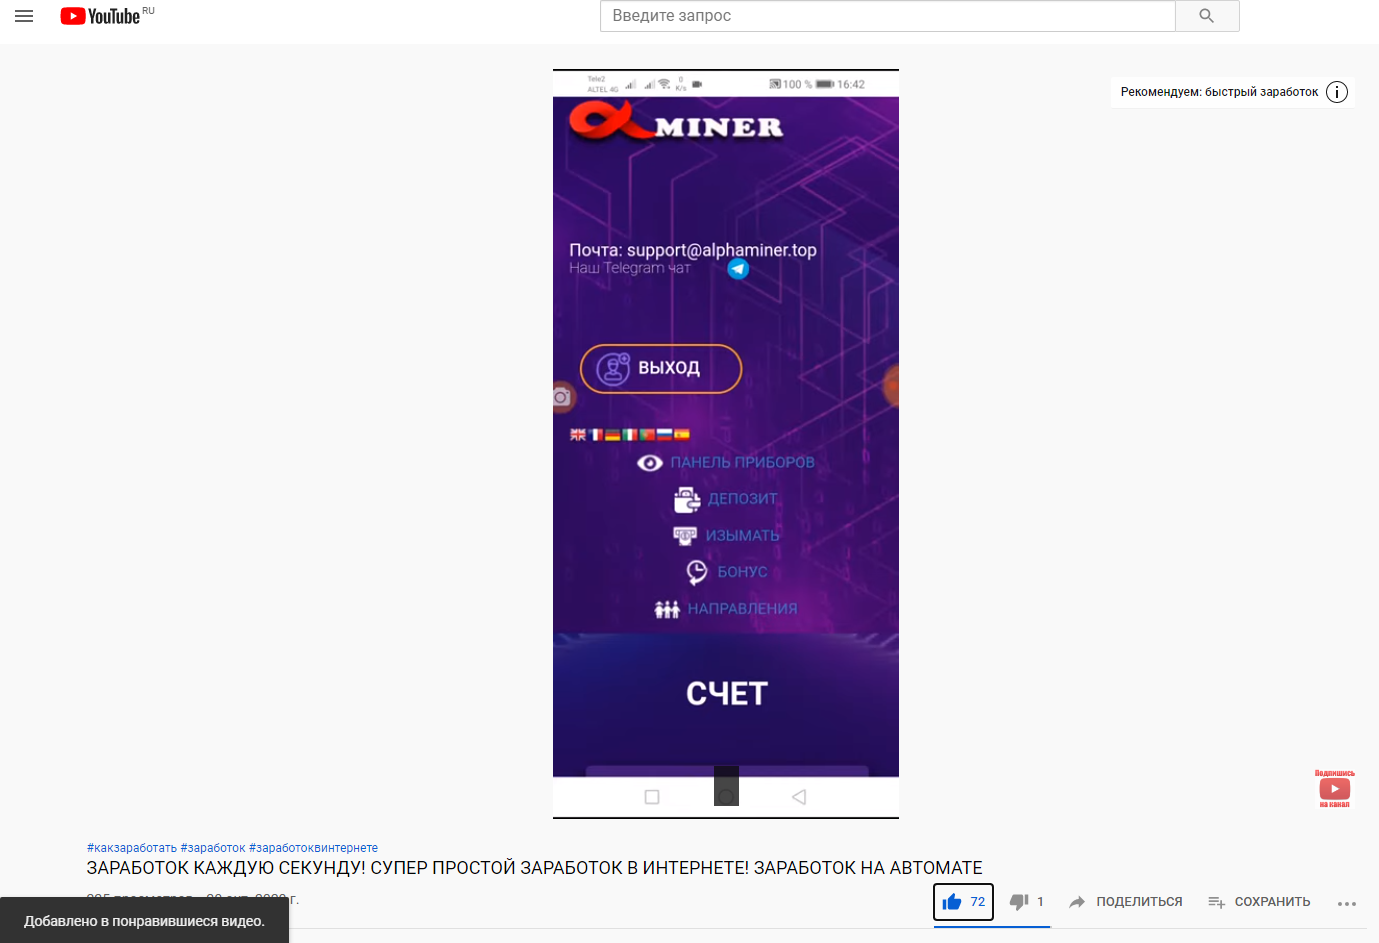 YouTube RU
Введите запрос
Tele2
ALTEL 4G
0
K/s
100 %
16:42
Рекомендуем: быстрый заработок
MINER
Почта: support@alphaminer.top
Наш Telegram чат
ВЫХОД
ПАНЕЛЬ ПРИБОРОВ
ДЕПОЗИТ
ИЗЫМАТЬ
БОНУС
НАПРАВЛЕНИЯ
СЧЕТ
Подпишись
на канал
#какзаработать #заработок #заработоквинтернете
ЗАРАБОТОК КАЖДУЮ СЕКУНДУ! СУПЕР ПРОСТОЙ ЗАРАБОТОК В ИНТЕРНЕТЕ! ЗАРАБОТОК НА АВТОМАТЕ
г.
72
1
ПОДЕЛИТЬСЯ
СОХРАНИТЬ
Добавлено в понравившиеся видео.